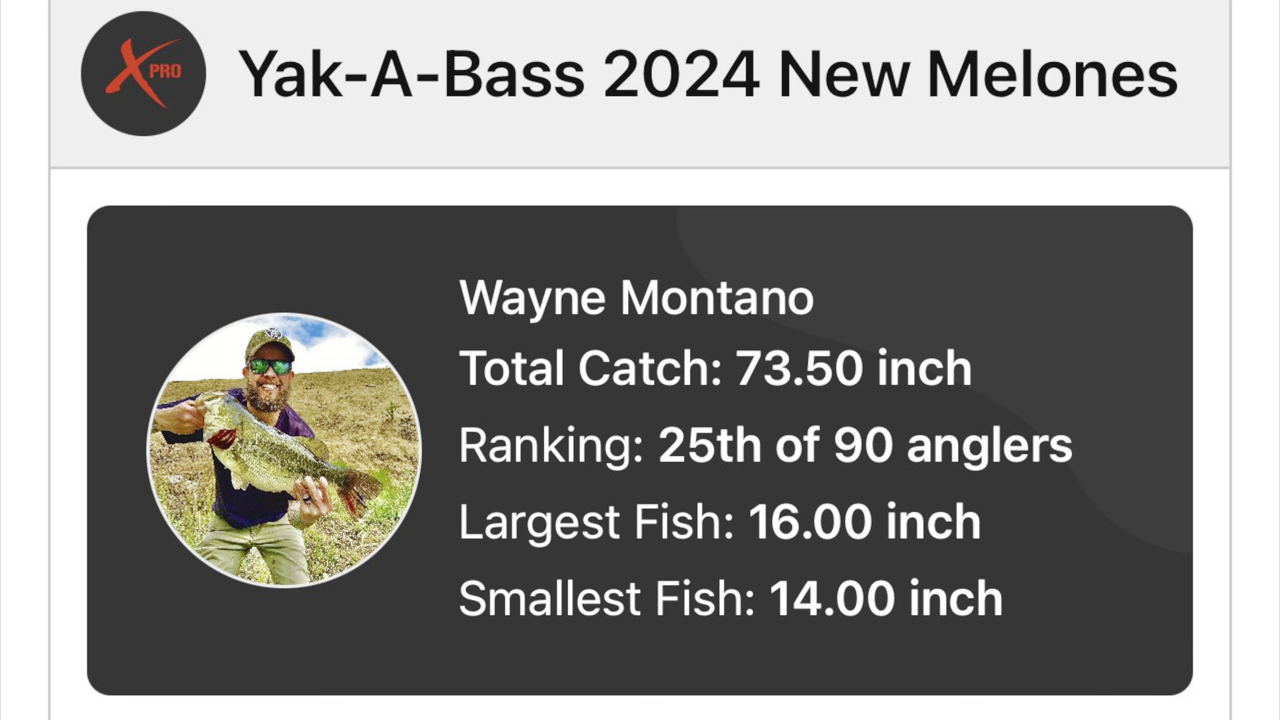 XPRO
Yak-A-Bass 2024 New Melones
Wayne Montano
Total Catch: 73.50 inch
Ranking: 25th of 90 anglers
Largest Fish: 16.00 inch
Smallest Fish: 14.00 inch